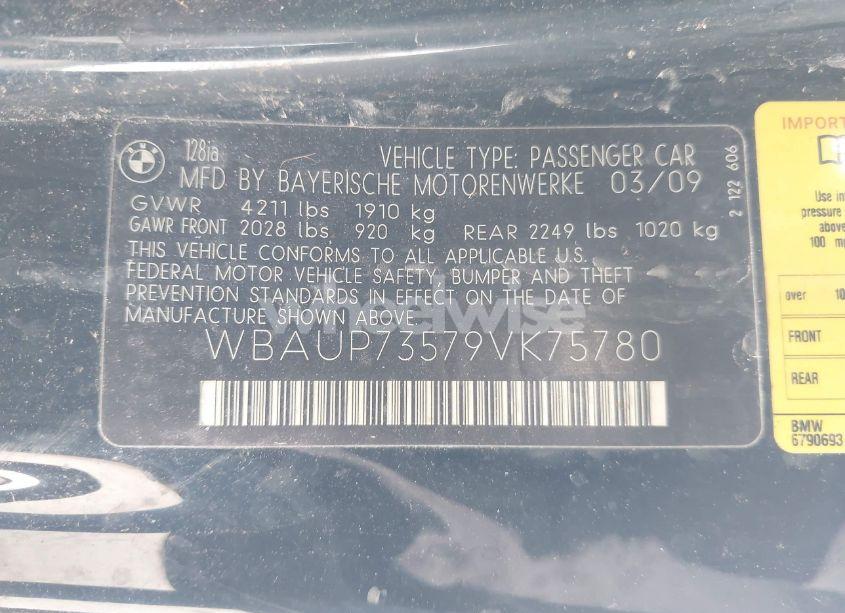 BMW
128ia
VEHICLE TYPE: PASSENGER CAR
MFD BY BAYERISCHE MOTORENWERKE 03/09
GVWR 4211 lbs 1910 kg
GAWR FRONT 2028 lbs 920 kg REAR 2249 lbs 1020 kg
THIS VEHICLE CONFORMS TO ALL APPLICABLE U.S.
FEDERAL MOTOR VEHICLE SAFETY, BUMPER AND THEFT
PREVENTION STANDARDS IN EFFECT ON THE DATE OF
MANUFACTURE SHOWN ABOVE.
WBAUP73579VK75780
2 122 606
wheelwise
IMPORT
Use in
pressure
above
100 m
over 10
FRONT
REAR
BMW
6790693